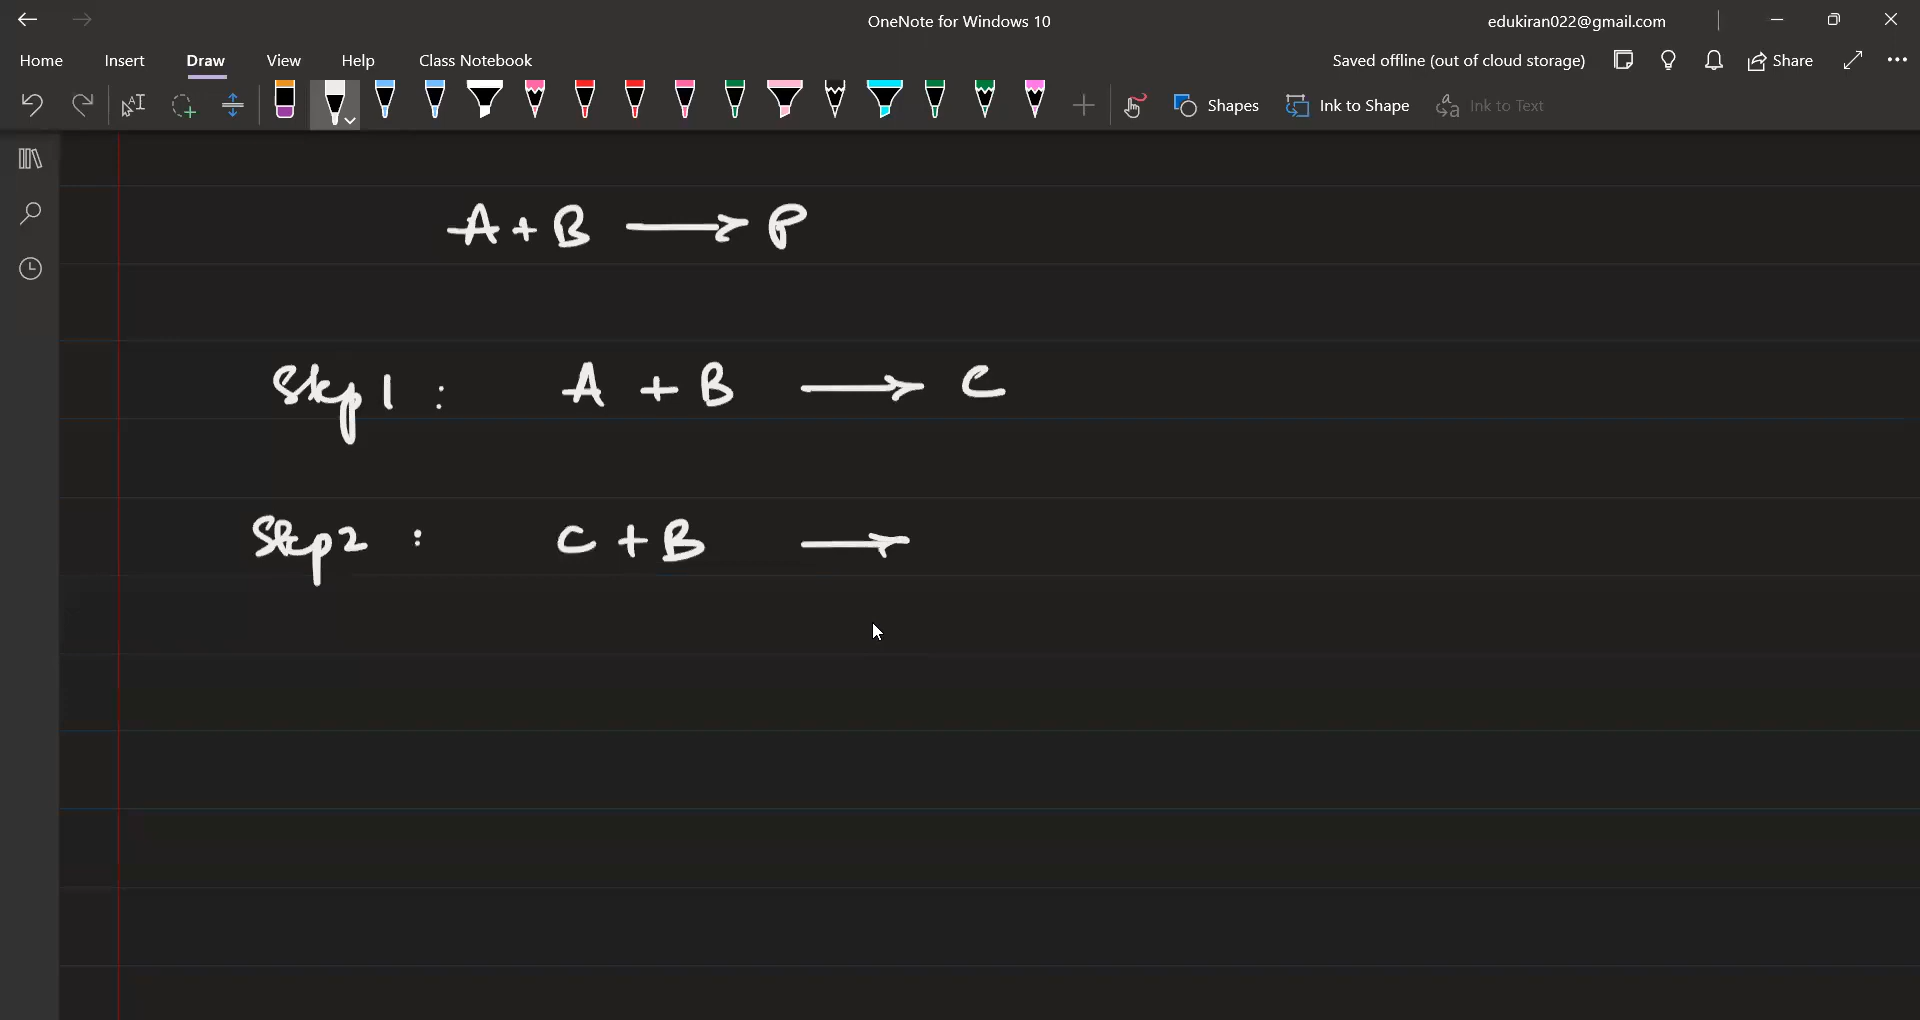 OneNote for Windows 10
edukiran022@gmail.com
Home Insert Draw View Help Class Notebook
Saved offline (out of cloud storage) Share
Shapes Ink to Shape Ink to Text
A + B ⟶ P
Step 1 : A + B ⟶ C
Step 2 : C + B ⟶